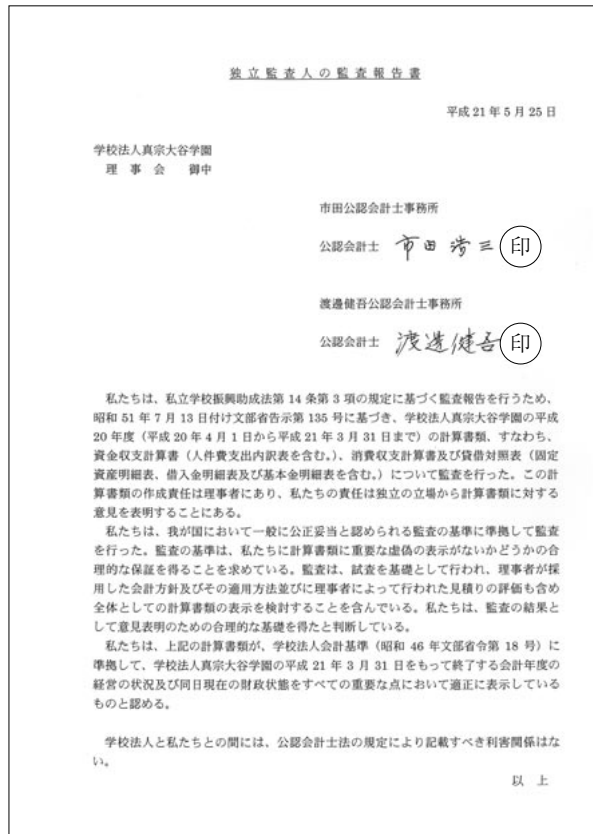 独立監査人の監査報告書
平成21年5月25日
学校法人真宗大谷学園
理事会 御中
市田公認会計士事務所
公認会計士 市田 浩三 印
渡邊健吾公認会計士事務所
公認会計士 渡邊健吾 印
私たちは、私立学校振興助成法第14条第3項の規定に基づく監査報告を行うため、
昭和51年7月13日付け文部省告示第135号に基づき、学校法人真宗大谷学園の平成
20年度（平成20年4月1日から平成21年3月31日まで）の計算書類、すなわち、
資金収支計算書（人件費支出内訳表を含む。）、消費収支計算書及び貸借対照表（固定
資産明細表、借入金明細表及び基本金明細表を含む。）について監査を行った。この計
算書類の作成責任は理事者にあり、私たちの責任は独立の立場から計算書類に対する
意見を表明することにある。
私たちは、我が国において一般に公正妥当と認められる監査の基準に準拠して監査
を行った。監査の基準は、私たちに計算書類に重要な虚偽の表示がないかどうかの合
理的な保証を得ることを求めている。監査は、試査を基礎として行われ、理事者が採
用した会計方針及びその適用方法並びに理事者によって行われた見積りの評価も含め
全体としての計算書類の表示を検討することを含んでいる。私たちは、監査の結果と
して意見表明のための合理的な基礎を得たと判断している。
私たちは、上記の計算書類が、学校法人会計基準（昭和46年文部省令第18号）に
準拠して、学校法人真宗大谷学園の平成21年3月31日をもって終了する会計年度の
経営の状況及び同日現在の財政状態をすべての重要な点において適正に表示している
ものと認める。
学校法人と私たちとの間には、公認会計士法の規定により記載すべき利害関係はな
い。
以上